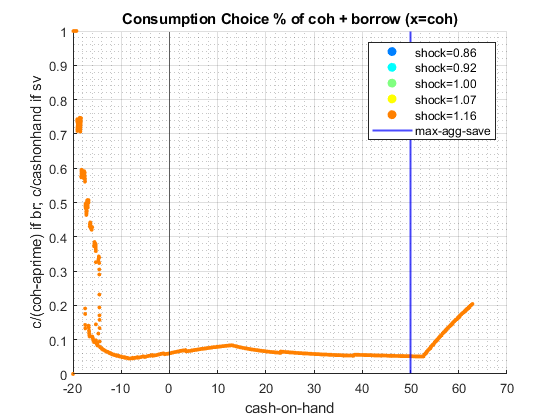 Consumption Choice % of coh + borrow (x=coh)
c/(coh-aprime) if br, c/cashonhand if sv
1
0.9
0.8
0.7
0.6
0.5
0.4
0.3
0.2
0.1
0
shock=0.86
shock=0.92
shock=1.00
shock=1.07
shock=1.16
max-agg-save
-20 -10 0 10 20 30 40 50 60 70
cash-on-hand